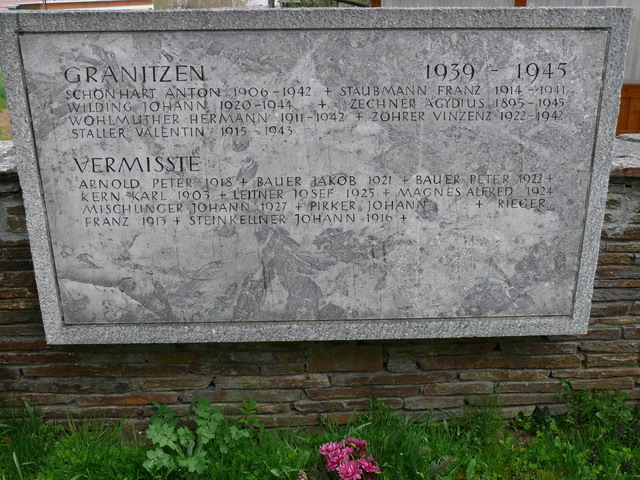 GRANITZEN 1939 - 1945
SCHÖNHART ANTON 1906-1942 + STAUBMANN FRANZ 1914-1941
WILDING JOHANN 1920-1944 + ZECHNER ÄGYDIUS 1895-1945
WOHLMUTHER HERMANN 1911-1942 + ZÖHRER VINZENZ 1922-1942
STALLER VALENTIN 1915-1943
VERMISSTE
ARNOLD PETER 1918 + BAUER JAKOB 1921 + BAUER PETER 1922 +
KERN KARL 1903 + LEITNER JOSEF 1925 + MAGNES ALFRED 1924
MISCHUNGER JOHANN 1927 + PIRKER JOHANN + RIEGER
FRANZ 1913 + STEINKELLNER JOHANN 1916 +